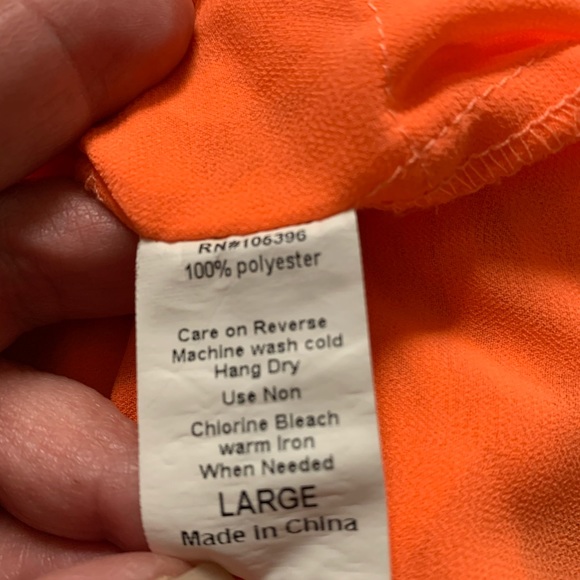 RN#106396
100% polyester
Care on Reverse
Machine wash cold
Hang Dry
Use Non
Chlorine Bleach
warm Iron
When Needed
LARGE
Made in China